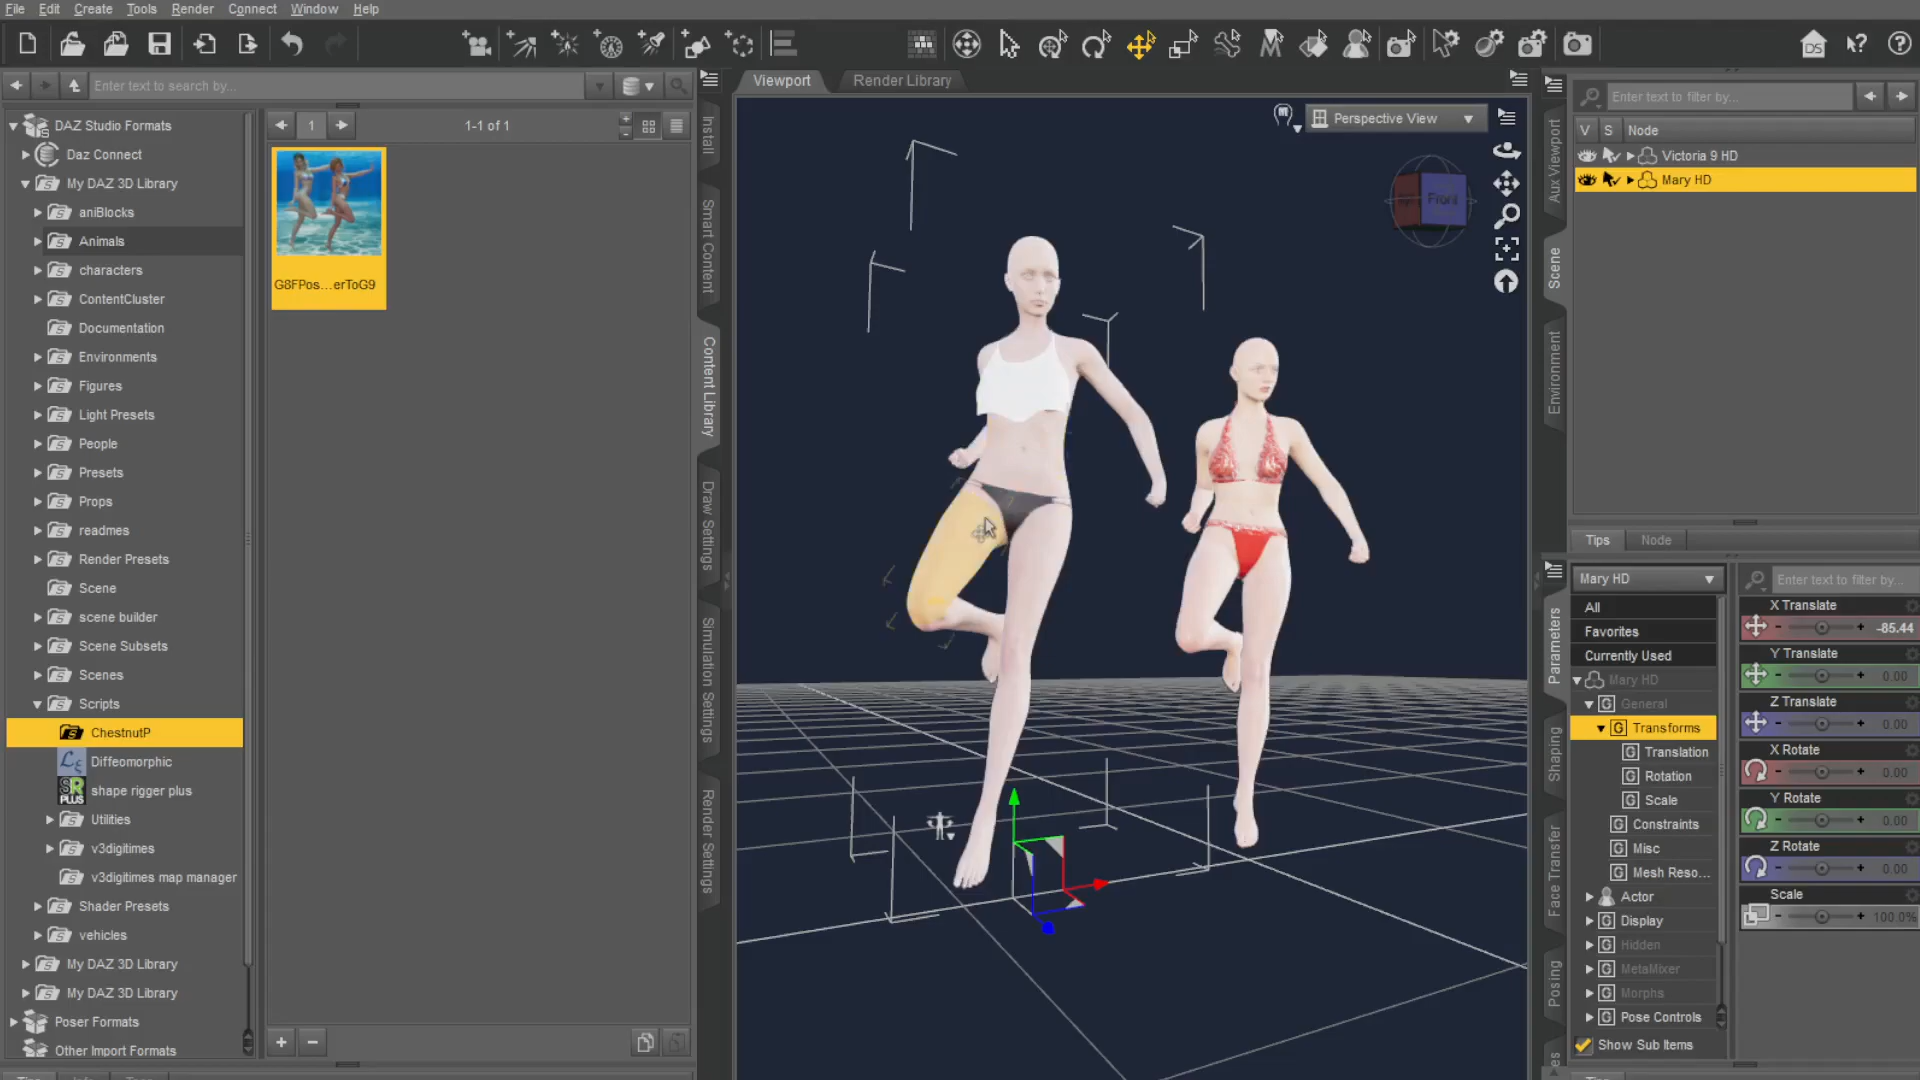 File Edit Create Tools Render Connect Window Help
Enter text to search by...
DAZ Studio Formats
Daz Connect
My DAZ 3D Library
aniBlocks
Animals
characters
ContentCluster
Documentation
Environments
Figures
Light Presets
People
Presets
Props
readmes
Render Presets
Scene
scene builder
Scene Subsets
Scenes
Scripts
ChestnutP
Diffeomorphic
SR PLUS shape rigger plus
Utilities
v3digitimes
v3digitimes map manager
Shader Presets
vehicles
My DAZ 3D Library
My DAZ 3D Library
Poser Formats
Other Import Formats
1
1-1 of 1
G8FPos...erToG9
Install
Smart Content
Content Library
Draw Settings
Simulation Settings
Render Settings
Viewport Render Library
Perspective View
Front
Aux Viewport
Scene
Environment
Enter text to filter by...
V S Node
Victoria 9 HD
Mary HD
Tips Node
Parameters
Shaping
Face Transfer
Posing
Mary HD
Enter text to filter by...
All
Favorites
Currently Used
Mary HD
General
Transforms
Translation
Rotation
Scale
Constraints
Misc
Mesh Reso...
Actor
Display
Hidden
MetaMixer
Morphs
Pose Controls
Show Sub Items
X Translate
-85.44
Y Translate
0.00
Z Translate
0.00
X Rotate
0.00
Y Rotate
0.00
Z Rotate
0.00
Scale
100.0%